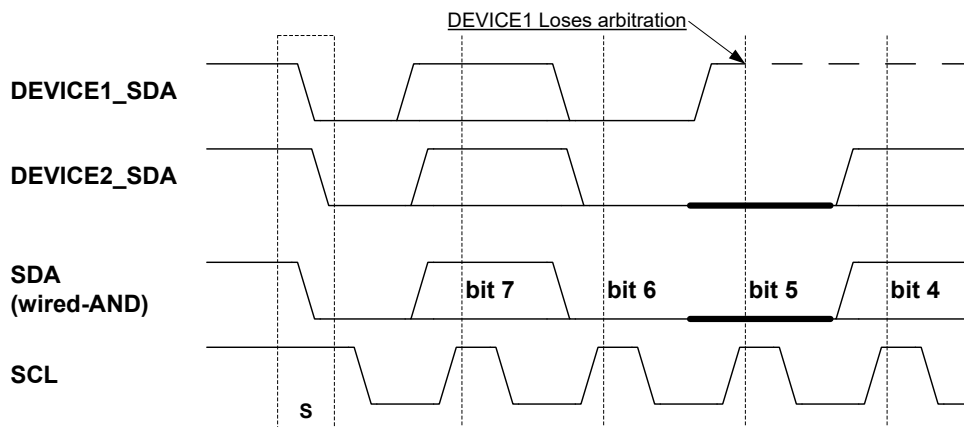 DEVICE1 Loses arbitration
DEVICE1_SDA
DEVICE2_SDA
SDA
(wired-AND)
bit 7
bit 6
bit 5
bit 4
SCL
S